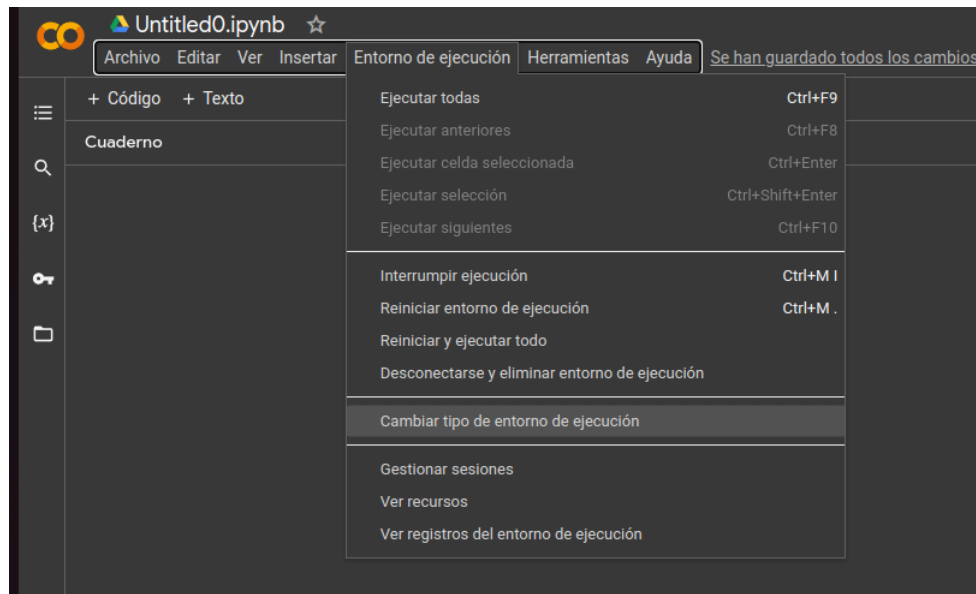 Untitled0.ipynb
Archivo Editar Ver Insertar Entorno de ejecución Herramientas Ayuda Se han guardado todos los cambios
+ Código + Texto
Cuaderno
{x}
Ejecutar todas Ctrl+F9
Ejecutar anteriores Ctrl+F8
Ejecutar celda seleccionada Ctrl+Enter
Ejecutar selección Ctrl+Shift+Enter
Ejecutar siguientes Ctrl+F10
Interrumpir ejecución Ctrl+M I
Reiniciar entorno de ejecución Ctrl+M .
Reiniciar y ejecutar todo
Desconectarse y eliminar entorno de ejecución
Cambiar tipo de entorno de ejecución
Gestionar sesiones
Ver recursos
Ver registros del entorno de ejecución